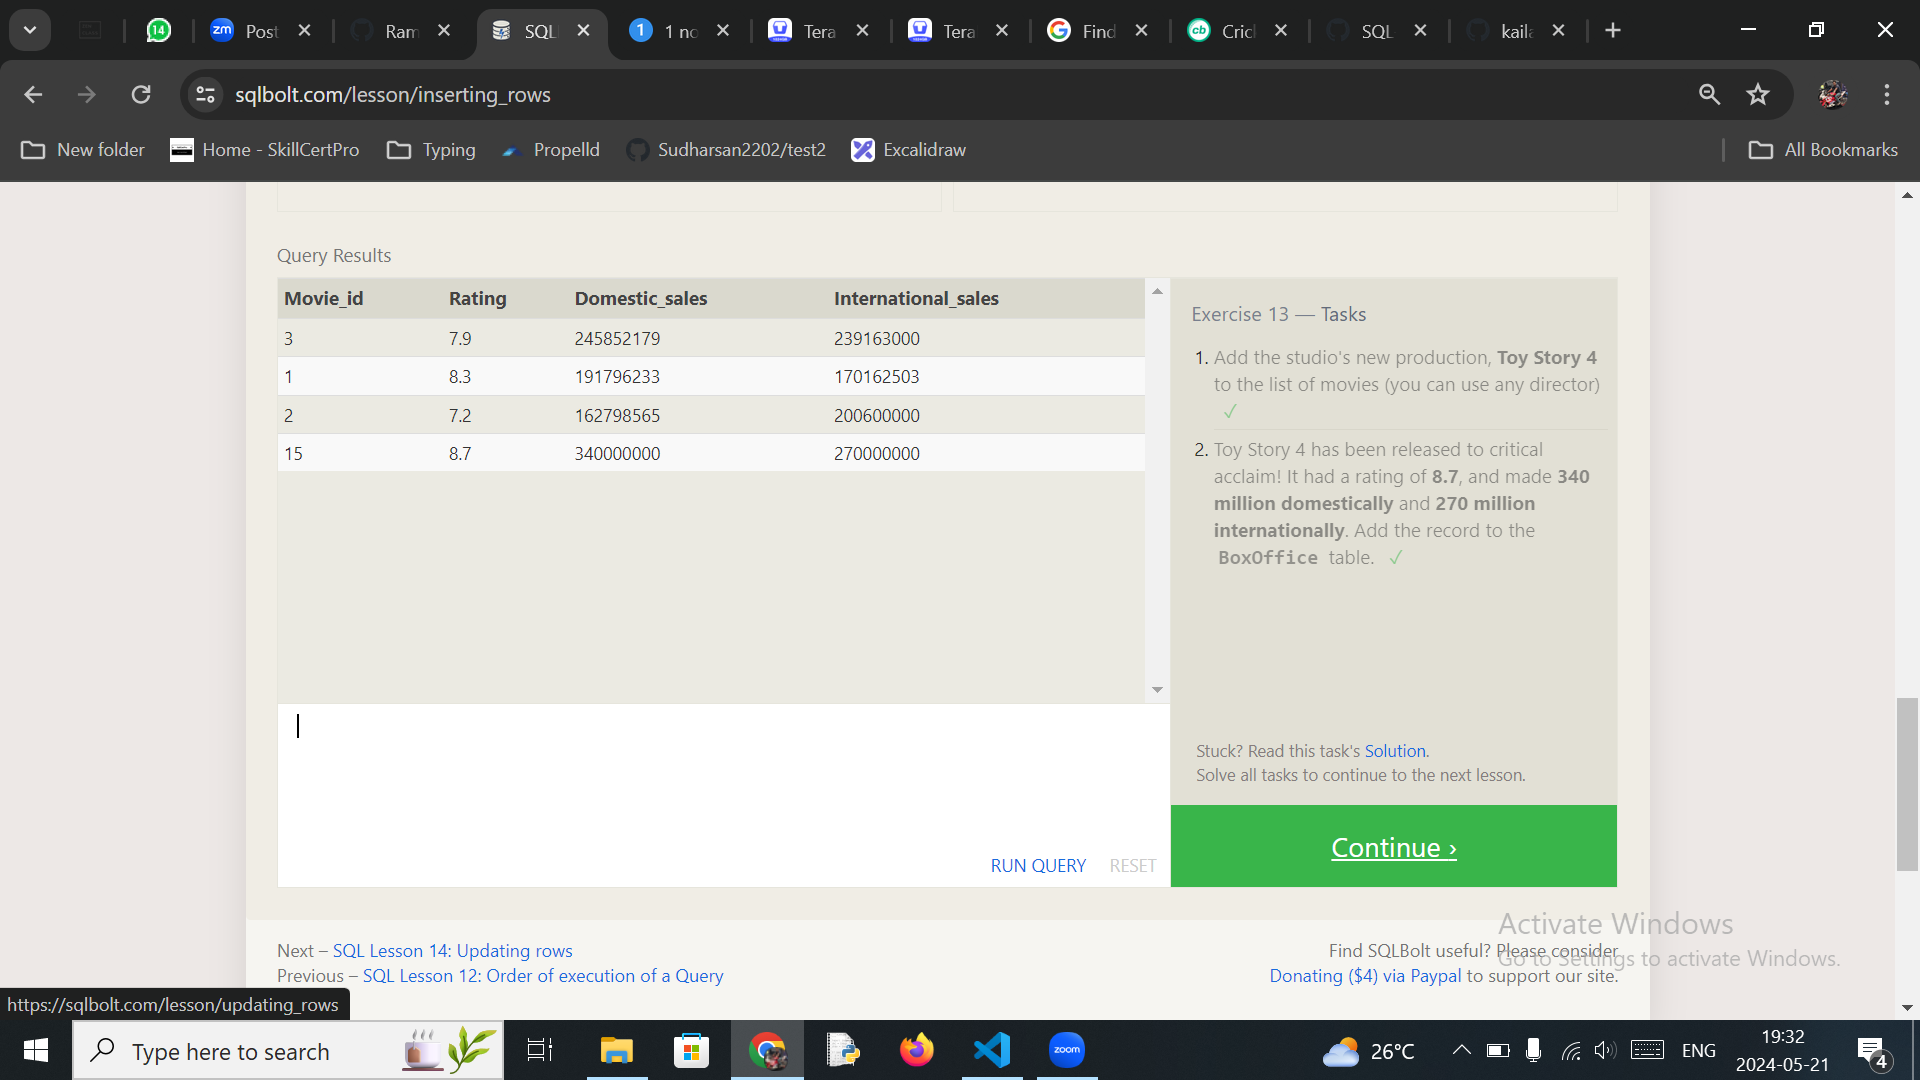 14
zm
Post
Ram
SQL
1
1 no
Tera
Tera
Find
cb
Cric
SQL
kaila
sqlbolt.com/lesson/inserting_rows
New folder
Home - SkillCertPro
Typing
Propelld
Sudharsan2202/test2
Excalidraw
All Bookmarks
Query Results
Movie_id Rating Domestic_sales International_sales
3 7.9 245852179 239163000
1 8.3 191796233 170162503
2 7.2 162798565 200600000
15 8.7 340000000 270000000
RUN QUERY RESET
Exercise 13 — Tasks
1. Add the studio's new production, Toy Story 4
to the list of movies (you can use any director)
✓
2. Toy Story 4 has been released to critical
acclaim! It had a rating of 8.7, and made 340
million domestically and 270 million
internationally. Add the record to the
BoxOffice table. ✓
Stuck? Read this task's Solution.
Solve all tasks to continue to the next lesson.
Continue ›
Next – SQL Lesson 14: Updating rows
Previous – SQL Lesson 12: Order of execution of a Query
Find SQLBolt useful? Please consider
Donating ($4) via Paypal to support our site.
Activate Windows
Go to Settings to activate Windows.
https://sqlbolt.com/lesson/updating_rows
Type here to search
zoom
26°C
ENG
19:32
2024-05-21
4